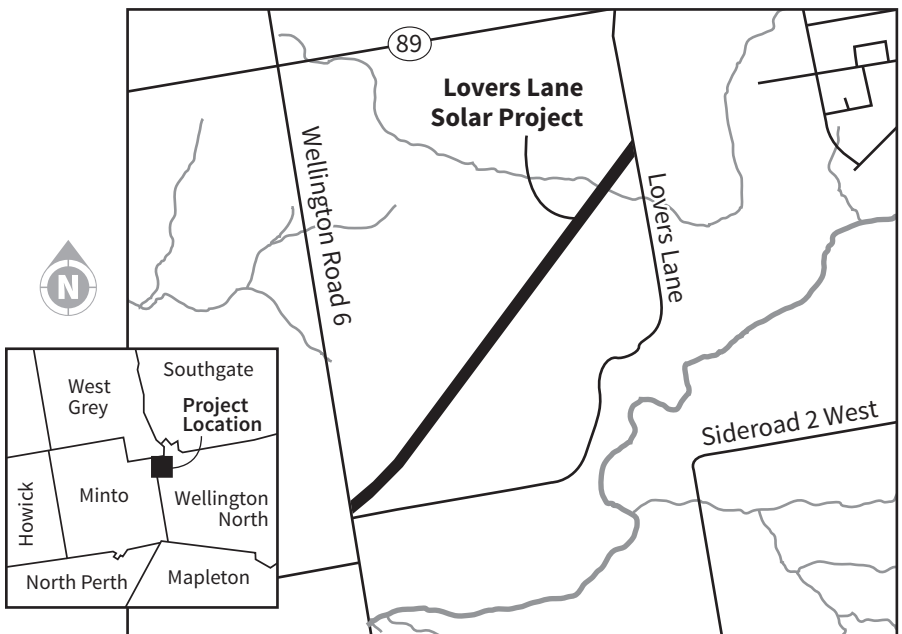 89
Lovers Lane
Solar Project
Wellington Road 6
Lovers Lane
N
Sideroad 2 West
West
Grey
Southgate
Project
Location
Howick
Minto
Wellington
North
North Perth
Mapleton